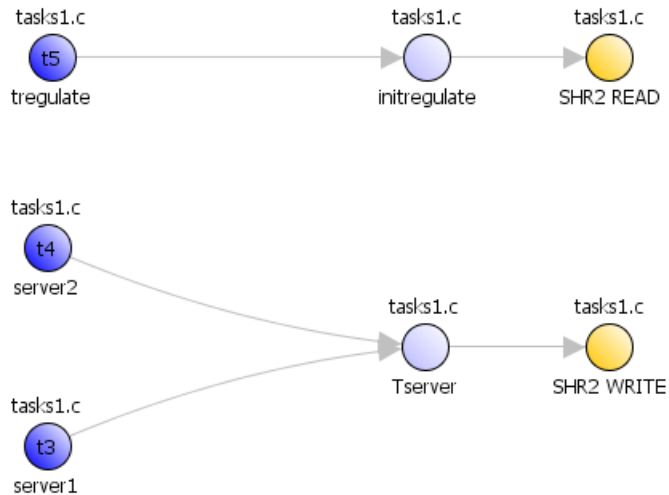 tasks1.c
tasks1.c
tasks1.c
t5
tregulate
initregulate
SHR2 READ
tasks1.c
t4
server2
tasks1.c
tasks1.c
Tserver
SHR2 WRITE
tasks1.c
t3
server1